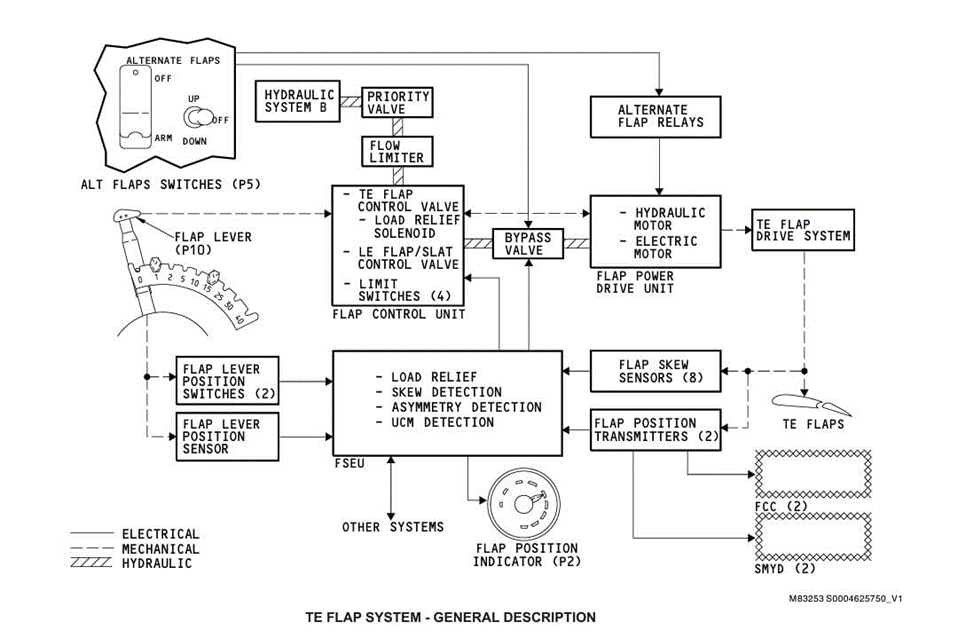 ALTERNATE FLAPS
OFF
UP
OFF
ARM
DOWN
ALT FLAPS SWITCHES (P5)
HYDRAULIC
SYSTEM B
PRIORITY
VALVE
FLOW
LIMITER
ALTERNATE
FLAP RELAYS
FLAP LEVER
(P10)
0 1 2 5 10 15 25 30 40
- TE FLAP
CONTROL VALVE
- LOAD RELIEF
SOLENOID
- LE FLAP/SLAT
CONTROL VALVE
- LIMIT
SWITCHES (4)
FLAP CONTROL UNIT
BYPASS
VALVE
- HYDRAULIC
MOTOR
- ELECTRIC
MOTOR
FLAP POWER
DRIVE UNIT
TE FLAP
DRIVE SYSTEM
FLAP LEVER
POSITION
SWITCHES (2)
FLAP LEVER
POSITION
SENSOR
- LOAD RELIEF
- SKEW DETECTION
- ASYMMETRY DETECTION
- UCM DETECTION
FSEU
FLAP SKEW
SENSORS (8)
FLAP POSITION
TRANSMITTERS (2)
TE FLAPS
OTHER SYSTEMS
FLAP POSITION
INDICATOR (P2)
FCC (2)
SMYD (2)
ELECTRICAL
MECHANICAL
HYDRAULIC
M83253 S0004625750_V1
TE FLAP SYSTEM - GENERAL DESCRIPTION